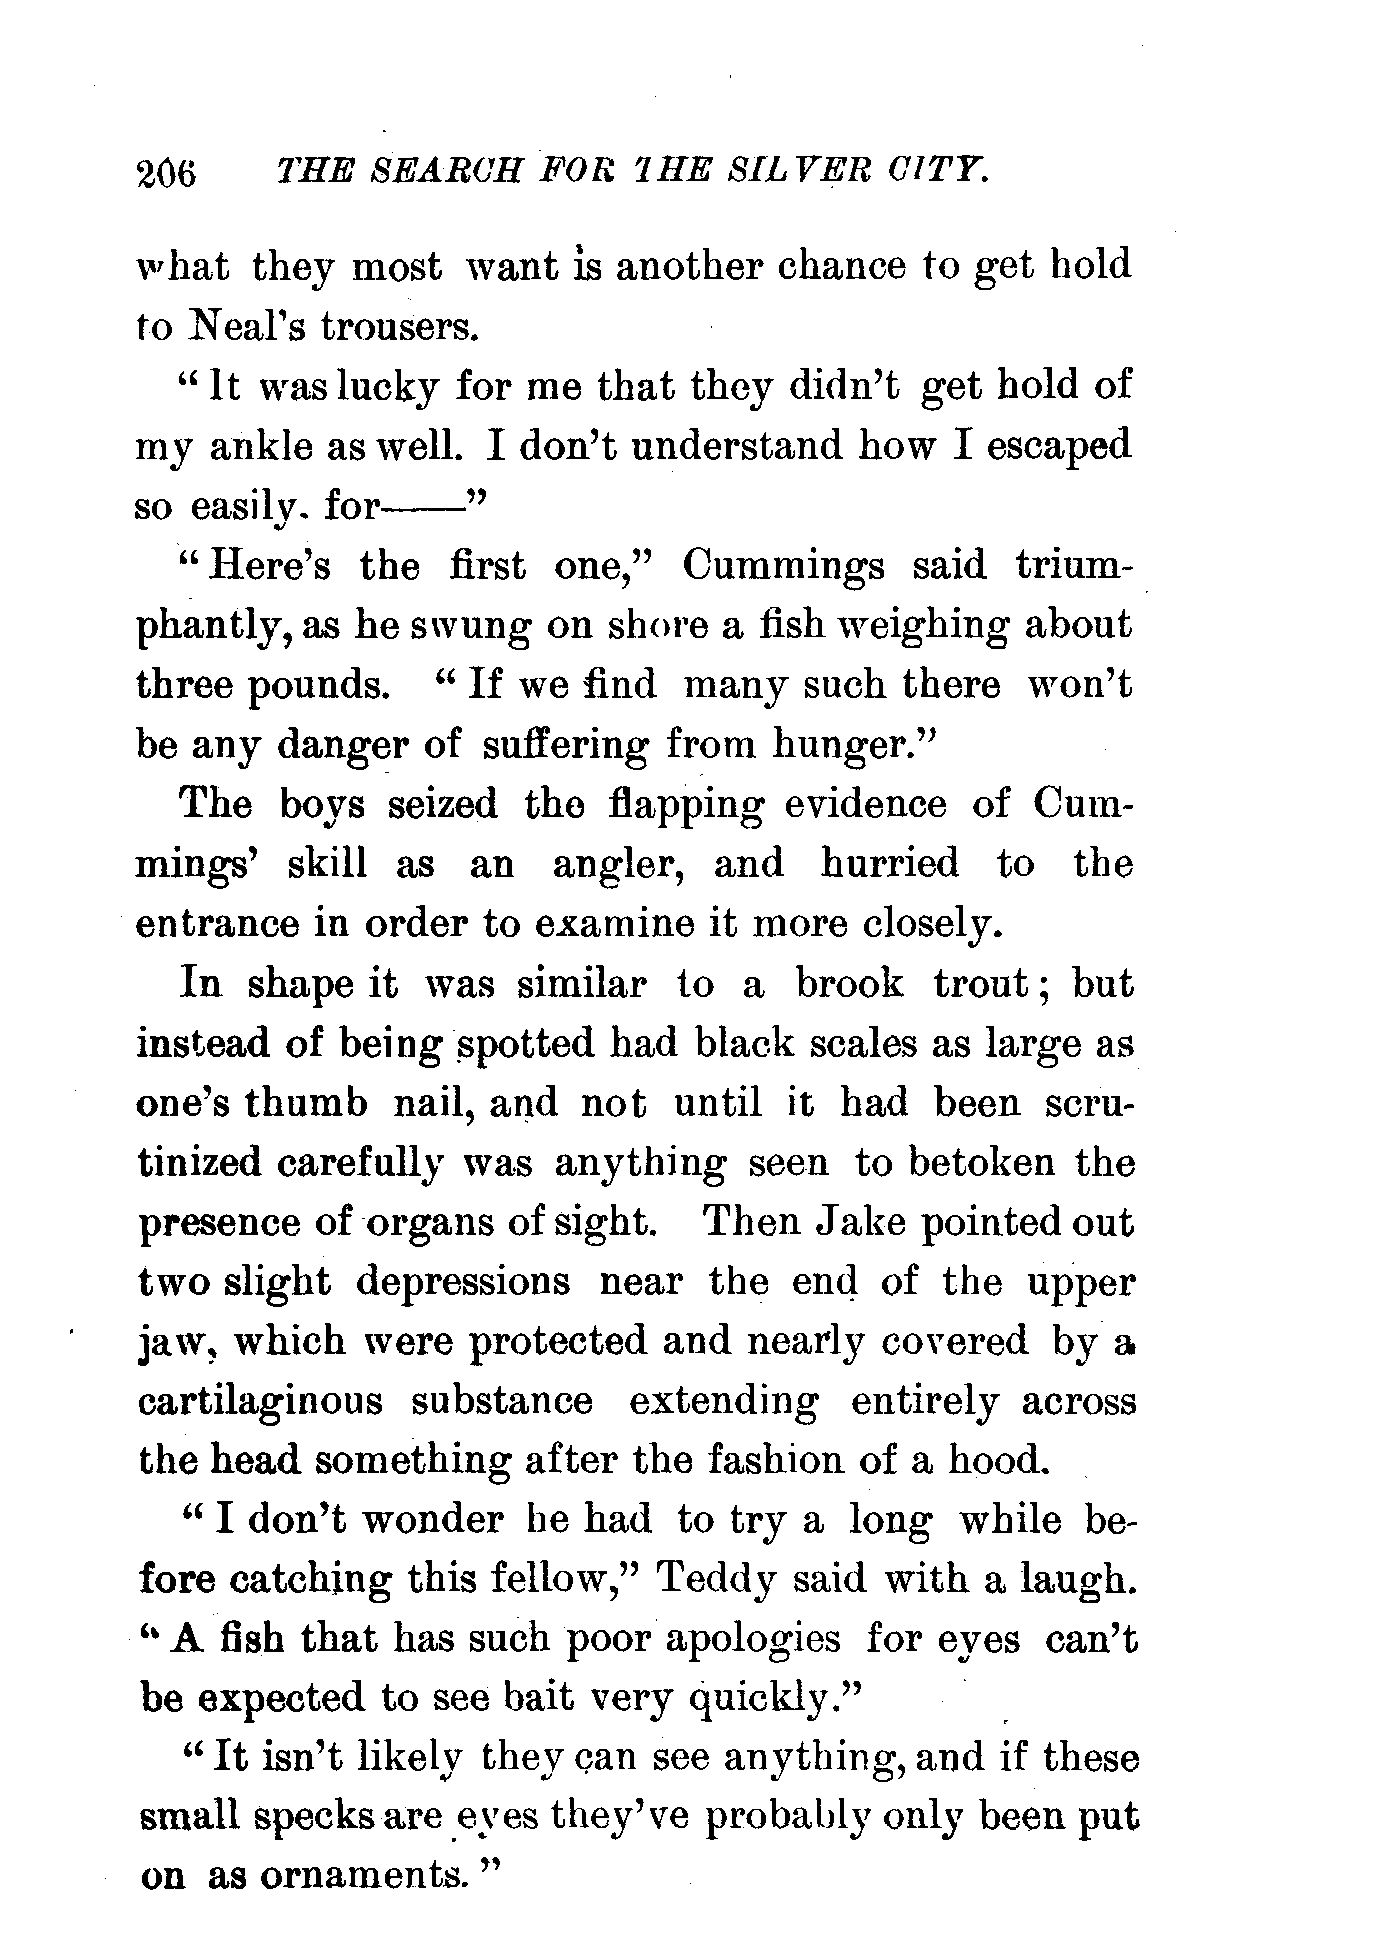 206 THE SEARCH FOR THE SILVER CITY.
what they most want is another chance to get hold
to Neal's trousers.
"It was lucky for me that they didn't get hold of
my ankle as well. I don't understand how I escaped
so easily. for——"
"Here's the first one," Cummings said trium-
phantly, as he swung on shore a fish weighing about
three pounds. "If we find many such there won't
be any danger of suffering from hunger."
The boys seized the flapping evidence of Cum-
mings' skill as an angler, and hurried to the
entrance in order to examine it more closely.
In shape it was similar to a brook trout; but
instead of being spotted had black scales as large as
one's thumb nail, and not until it had been scru-
tinized carefully was anything seen to betoken the
presence of organs of sight. Then Jake pointed out
two slight depressions near the end of the upper
jaw, which were protected and nearly covered by a
cartilaginous substance extending entirely across
the head something after the fashion of a hood.
"I don't wonder he had to try a long while be-
fore catching this fellow," Teddy said with a laugh.
"A fish that has such poor apologies for eyes can't
be expected to see bait very quickly."
"It isn't likely they can see anything, and if these
small specks are eyes they've probably only been put
on as ornaments."